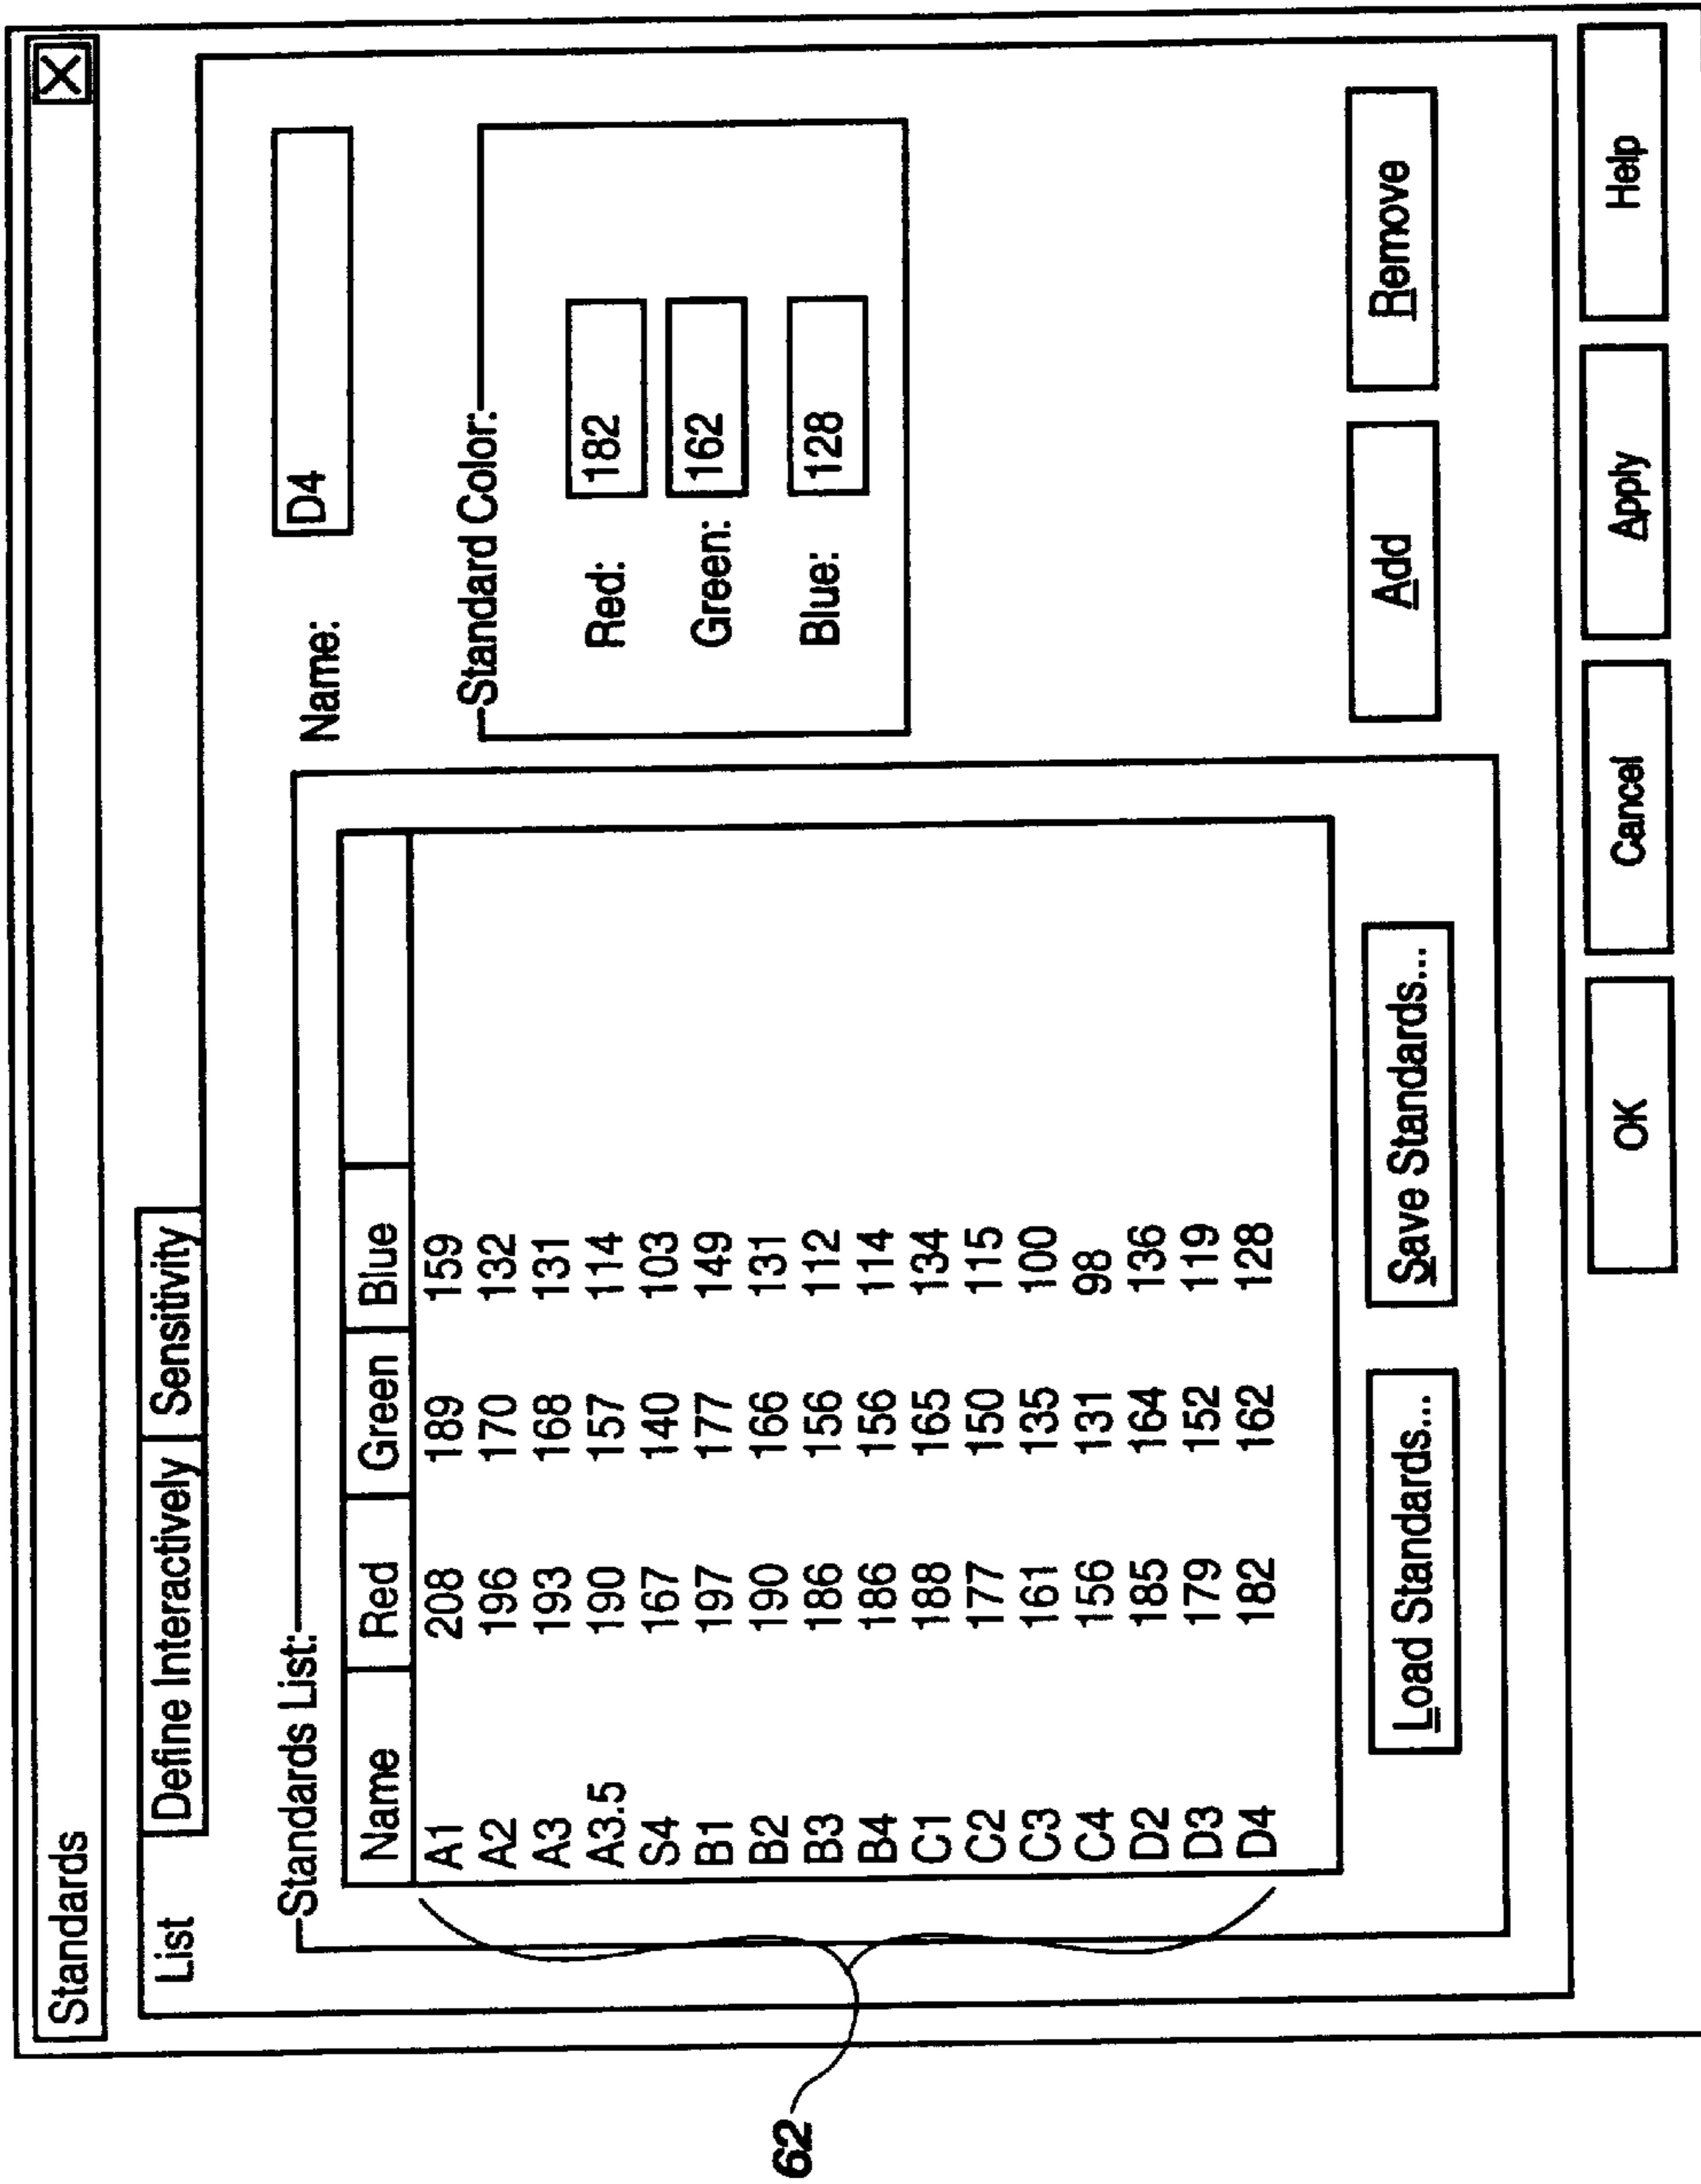 Standards
List Define Interactively Sensitivity
Standards List:
Name Red Green Blue
A1 208 189 159
A2 196 170 132
A3 193 168 131
A3.5 190 157 114
S4 167 140 103
B1 197 177 149
B2 190 166 131
B3 186 156 112
B4 186 156 114
C1 188 165 134
C2 177 150 115
C3 161 135 100
C4 156 131 98
D2 185 164 136
D3 179 152 119
D4 182 162 128
Load Standards... Save Standards...
Name: D4
Standard Color:
Red: 182
Green: 162
Blue: 128
Add Remove
OK Cancel Apply Help
62